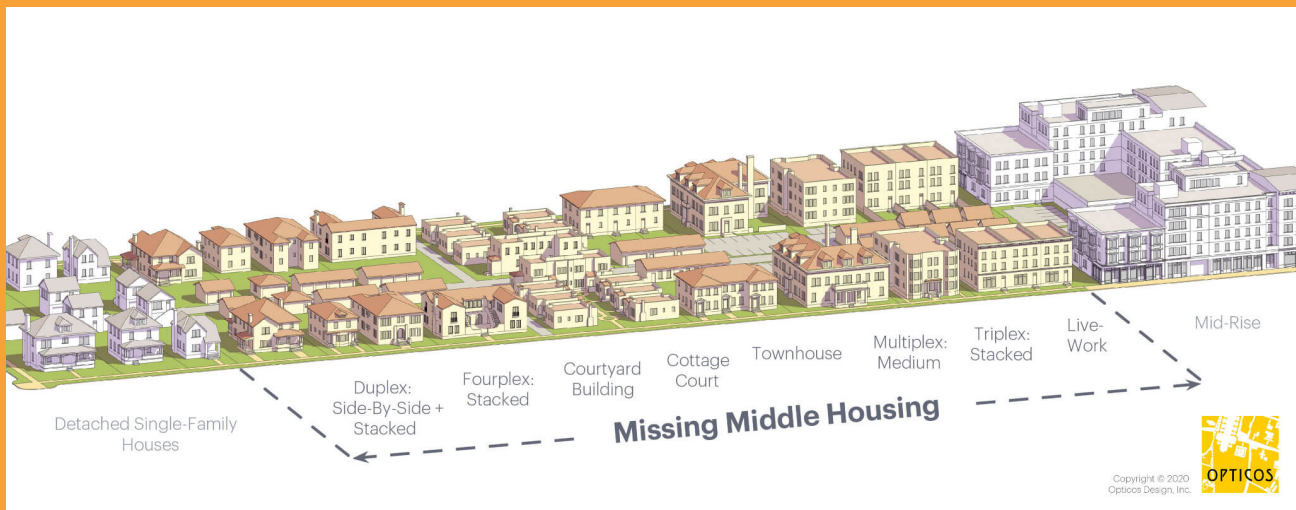 Detached Single-Family
Houses
Duplex:
Side-By-Side +
Stacked
Fourplex:
Stacked
Courtyard
Building
Cottage
Court
Townhouse
Multiplex:
Medium
Triplex:
Stacked
Live-
Work
Mid-Rise
Missing Middle Housing
Copyright © 2020
Opticos Design, Inc.
OPTICOS